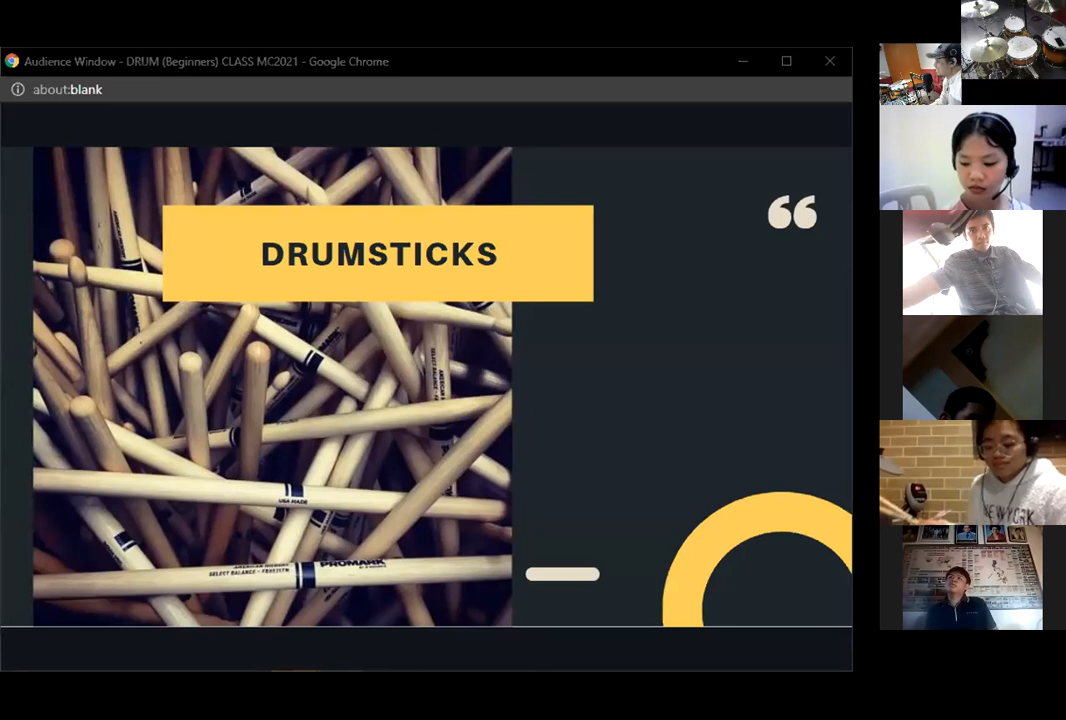 Audience Window - DRUM (Beginners) CLASS MC2021 - Google Chrome
about:blank
“
DRUMSTICKS
USA MADE
PROMARK
SELECT BALANCE
NEW YORK